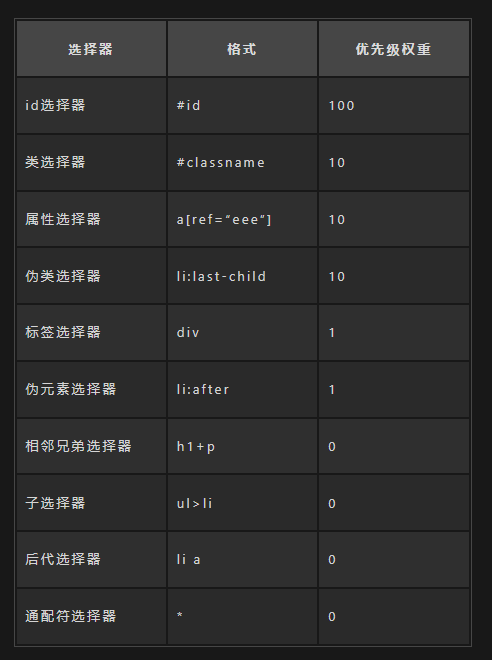 选择器 格式 优先级权重
id选择器 #id 100
类选择器 #classname 10
属性选择器 a[ref=“eee”] 10
伪类选择器 li:last-child 10
标签选择器 div 1
伪元素选择器 li:after 1
相邻兄弟选择器 h1+p 0
子选择器 ul>li 0
后代选择器 li a 0
通配符选择器 * 0